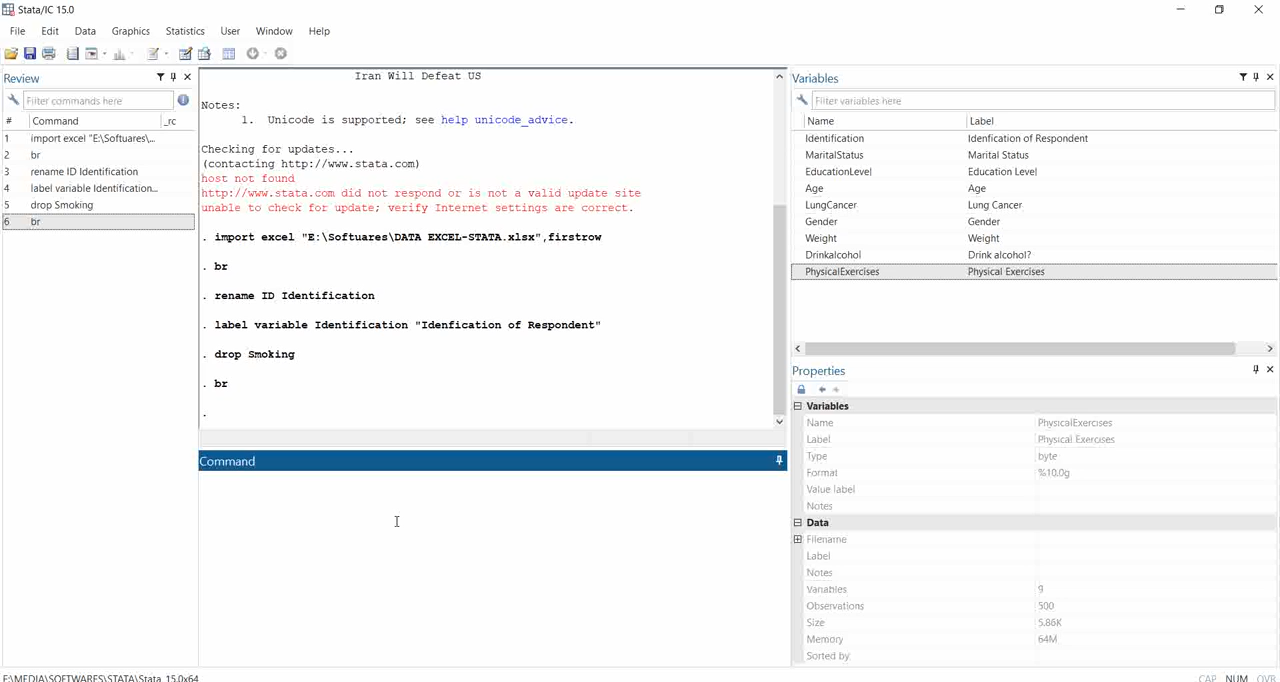 Stata/IC 15.0
File Edit Data Graphics Statistics User Window Help
Review
Filter commands here
# Command _rc
1 import excel "E:\Softuares\...
2 br
3 rename ID Identification
4 label variable Identification...
5 drop Smoking
6 br
Iran Will Defeat US
Notes:
1. Unicode is supported; see help unicode_advice.
Checking for updates...
(contacting http://www.stata.com)
host not found
http://www.stata.com did not respond or is not a valid update site
unable to check for update; verify Internet settings are correct.
. import excel "E:\Softuares\DATA EXCEL-STATA.xlsx",firstrow
. br
. rename ID Identification
. label variable Identification "Idenfication of Respondent"
. drop Smoking
. br
.
Command
Variables
Filter variables here
Name Label
Identification Idenfication of Respondent
MaritalStatus Marital Status
EducationLevel Education Level
Age Age
LungCancer Lung Cancer
Gender Gender
Weight Weight
Drinkalcohol Drink alcohol?
PhysicalExercises Physical Exercises
Properties
Variables
Name PhysicalExercises
Label Physical Exercises
Type byte
Format %10.0g
Value label
Notes
Data
Filename
Label
Notes
Variables 9
Observations 500
Size 5.86K
Memory 64M
Sorted by
F:\MEDIA\SOFTWARES\STATA\Stata_15.0x64
CAP NUM OVR